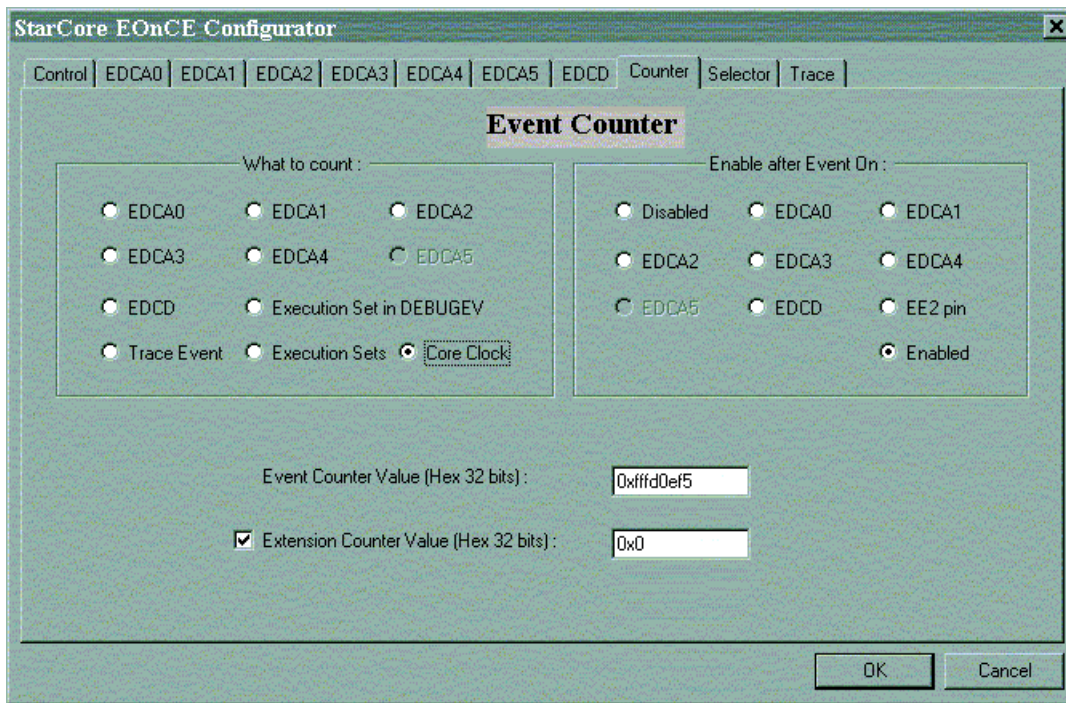 StarCore EOnCE Configurator
Control EDCA0 EDCA1 EDCA2 EDCA3 EDCA4 EDCA5 EDCD Counter Selector Trace
Event Counter
What to count :
EDCA0 EDCA1 EDCA2
EDCA3 EDCA4 EDCA5
EDCD Execution Set in DEBUGEV
Trace Event Execution Sets Core Clock
Enable after Event On :
Disabled EDCA0 EDCA1
EDCA2 EDCA3 EDCA4
EDCA5 EDCD EE2 pin
Enabled
Event Counter Value (Hex 32 bits) : 0xfffd0ef5
Extension Counter Value (Hex 32 bits) : 0x0
OK Cancel